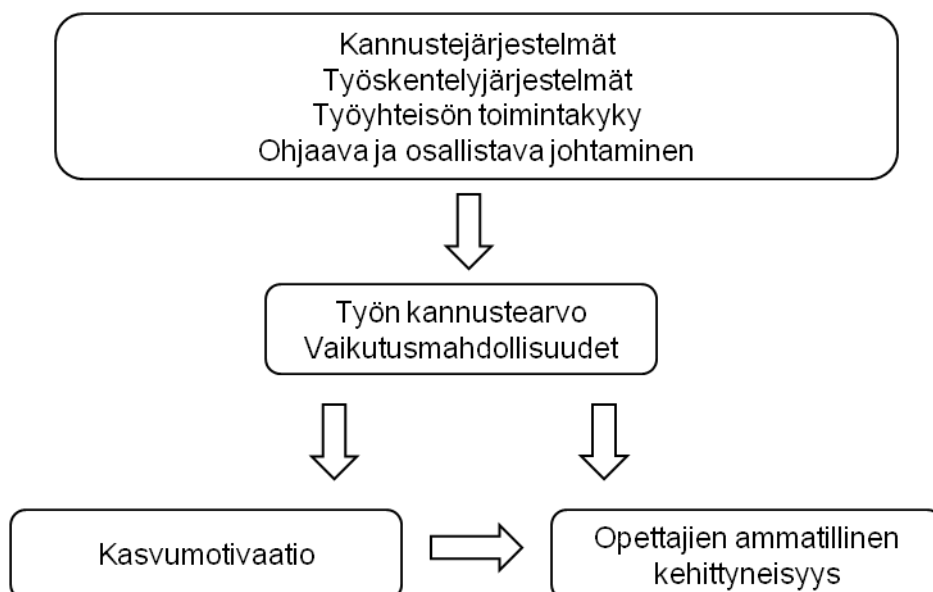 Kannustejärjestelmät
Työskentelyjärjestelmät
Työyhteisön toimintakyky
Ohjaava ja osallistava johtaminen
Työn kannustearvo
Vaikutusmahdollisuudet
Kasvumotivaatio
Opettajien ammatillinen
kehittyneisyys